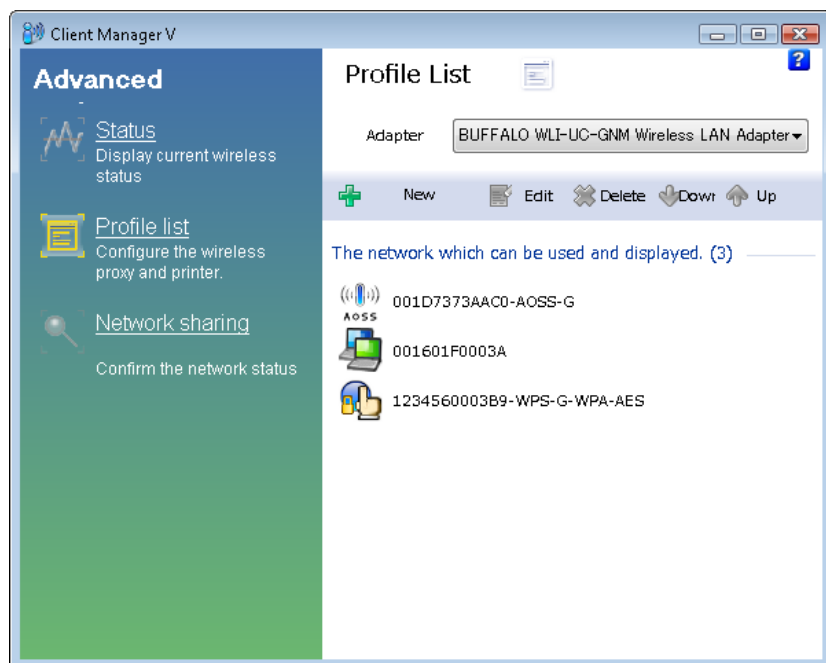 Client Manager V
Advanced
Status
Display current wireless
status
Profile list
Configure the wireless
proxy and printer.
Network sharing
Confirm the network status
Profile List
?
Adapter
BUFFALO WLI-UC-GNM Wireless LAN Adapter
New Edit Delete Down Up
The network which can be used and displayed. (3)
AOSS
001D7373AAC0-AOSS-G
001601F0003A
1234560003B9-WPS-G-WPA-AES